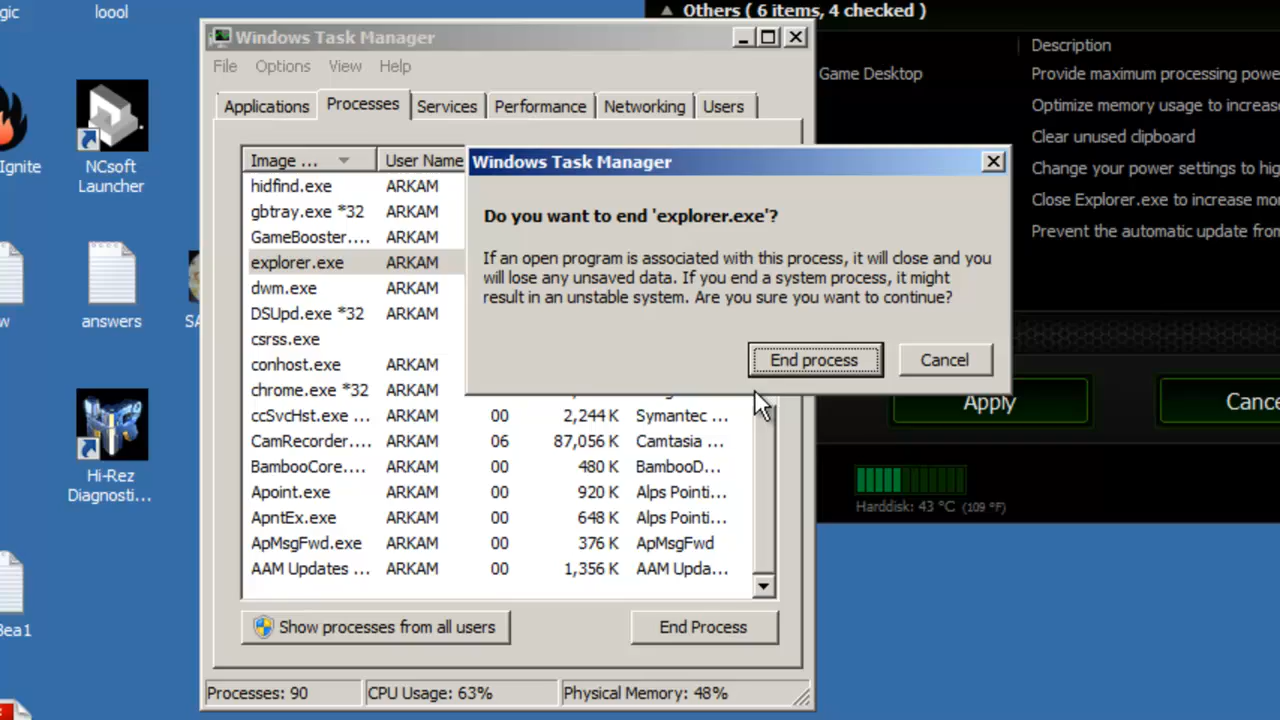 gic
loool
Ignite
NCsoft
Launcher
w
answers
SA
Hi-Rez
Diagnosti...
Bea1
Windows Task Manager
File Options View Help
Applications Processes Services Performance Networking Users
Image ... User Name
hidfind.exe ARKAM
gbtray.exe *32 ARKAM
GameBooster.... ARKAM
explorer.exe ARKAM
dwm.exe ARKAM
DSUpd.exe *32 ARKAM
csrss.exe
conhost.exe ARKAM
chrome.exe *32 ARKAM
ccSvcHst.exe ... ARKAM 00 2,244 K Symantec ...
CamRecorder.... ARKAM 06 87,056 K Camtasia ...
BambooCore.... ARKAM 00 480 K BambooD...
Apoint.exe ARKAM 00 920 K Alps Pointi...
ApntEx.exe ARKAM 00 648 K Alps Pointi...
ApMsgFwd.exe ARKAM 00 376 K ApMsgFwd
AAM Updates ... ARKAM 00 1,356 K AAM Upda...
Show processes from all users End Process
Processes: 90 CPU Usage: 63% Physical Memory: 48%
Windows Task Manager
Do you want to end 'explorer.exe'?
If an open program is associated with this process, it will close and you
will lose any unsaved data. If you end a system process, it might
result in an unstable system. Are you sure you want to continue?
End process Cancel
Others ( 6 items, 4 checked )
Description
Game Desktop Provide maximum processing powe
Optimize memory usage to increas
Clear unused clipboard
Change your power settings to hig
Close Explorer.exe to increase mor
Prevent the automatic update from
Apply Cance
Harddisk: 43 °C (109 °F)